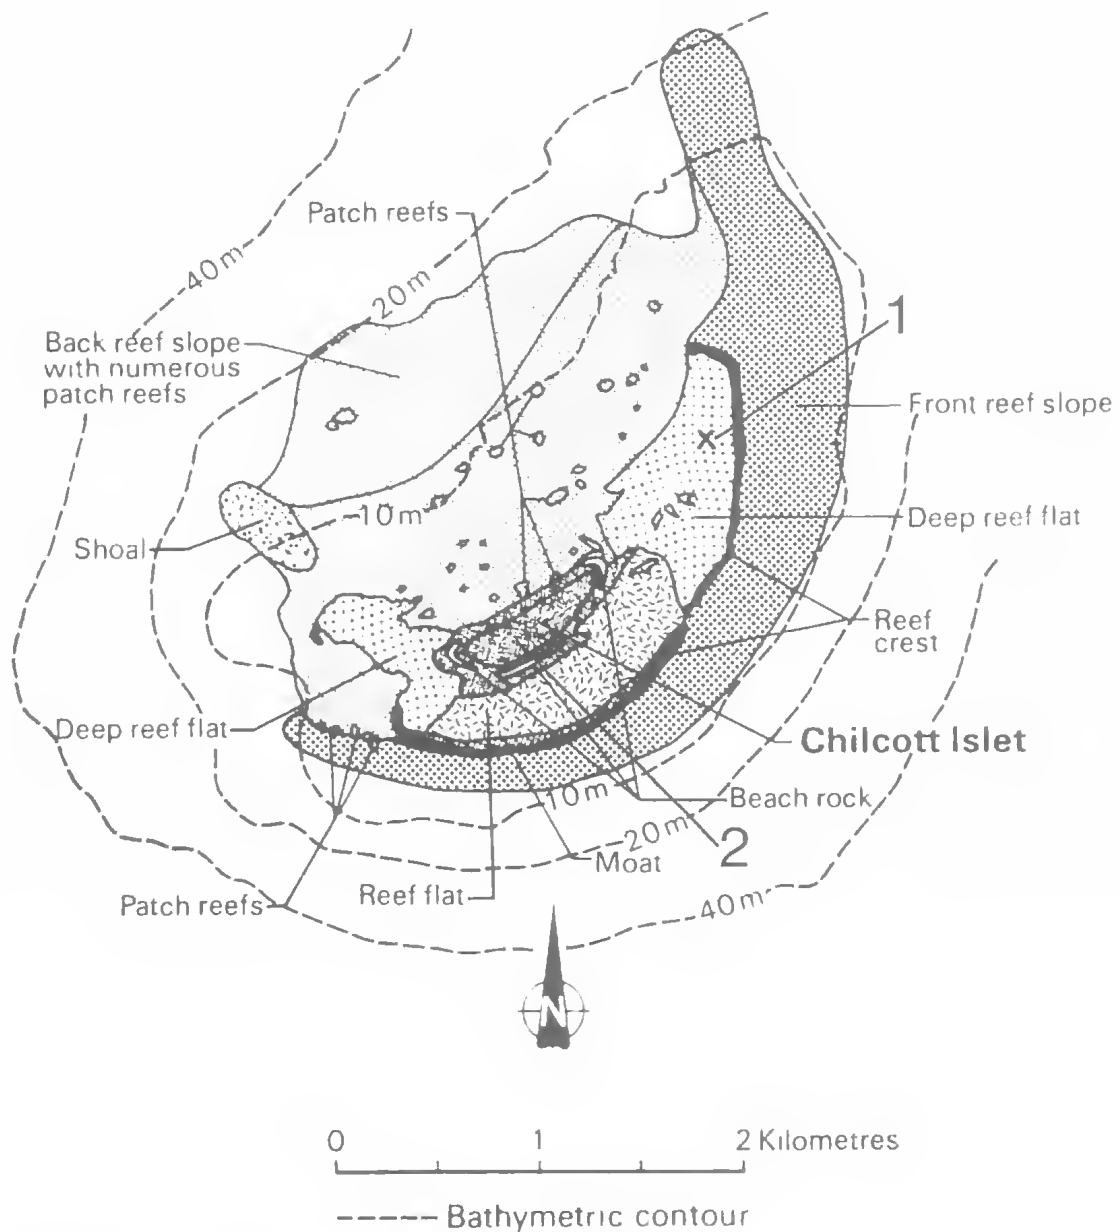 Patch reefs
40m
20m
1
Back reef slope
with numerous
patch reefs
Front reef slope
10m
Deep reef flat
Shoal
Reef
crest
Deep reef flat
Chilcott Islet
10m
Beach rock
20m
2
Moat
Reef flat
Patch reefs
40m
N
0 1 2 Kilometres
Bathymetric contour